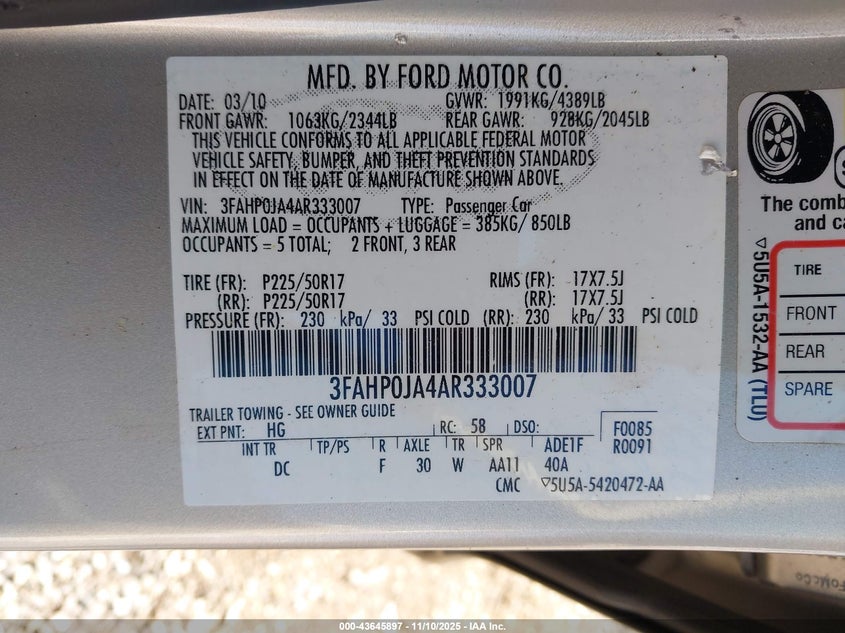 MFD. BY FORD MOTOR CO.
DATE: 03/10 GVWR: 1991KG/4389LB
FRONT GAWR: 1063KG/2344LB REAR GAWR: 928KG/2045LB
THIS VEHICLE CONFORMS TO ALL APPLICABLE FEDERAL MOTOR
VEHICLE SAFETY, BUMPER, AND THEFT PREVENTION STANDARDS
IN EFFECT ON THE DATE OF MANUFACTURE SHOWN ABOVE.
VIN: 3FAHP0JA4AR333007 TYPE: Passenger Car
MAXIMUM LOAD = OCCUPANTS + LUGGAGE = 385KG/ 850LB
OCCUPANTS = 5 TOTAL; 2 FRONT, 3 REAR
TIRE (FR): P225/50R17 RIMS (FR): 17X7.5J
(RR): P225/50R17 (RR): 17X7.5J
PRESSURE (FR): 230 kPa/ 33 PSI COLD (RR): 230 kPa/ 33 PSI COLD
3FAHP0JA4AR333007
TRAILER TOWING - SEE OWNER GUIDE
EXT PNT: HG RC: 58 DSO: F0085
INT TR TP/PS R AXLE TR SPR ADE1F R0091
DC F 30 W AA11 40A
CMC ▽5U5A-5420472-AA
The comb
and ca
▽5U5A-1532-AA (TLU)
TIRE
FRONT
REAR
SPARE
FoMoCo
000-43645897 - 11/10/2025 - IAA Inc.